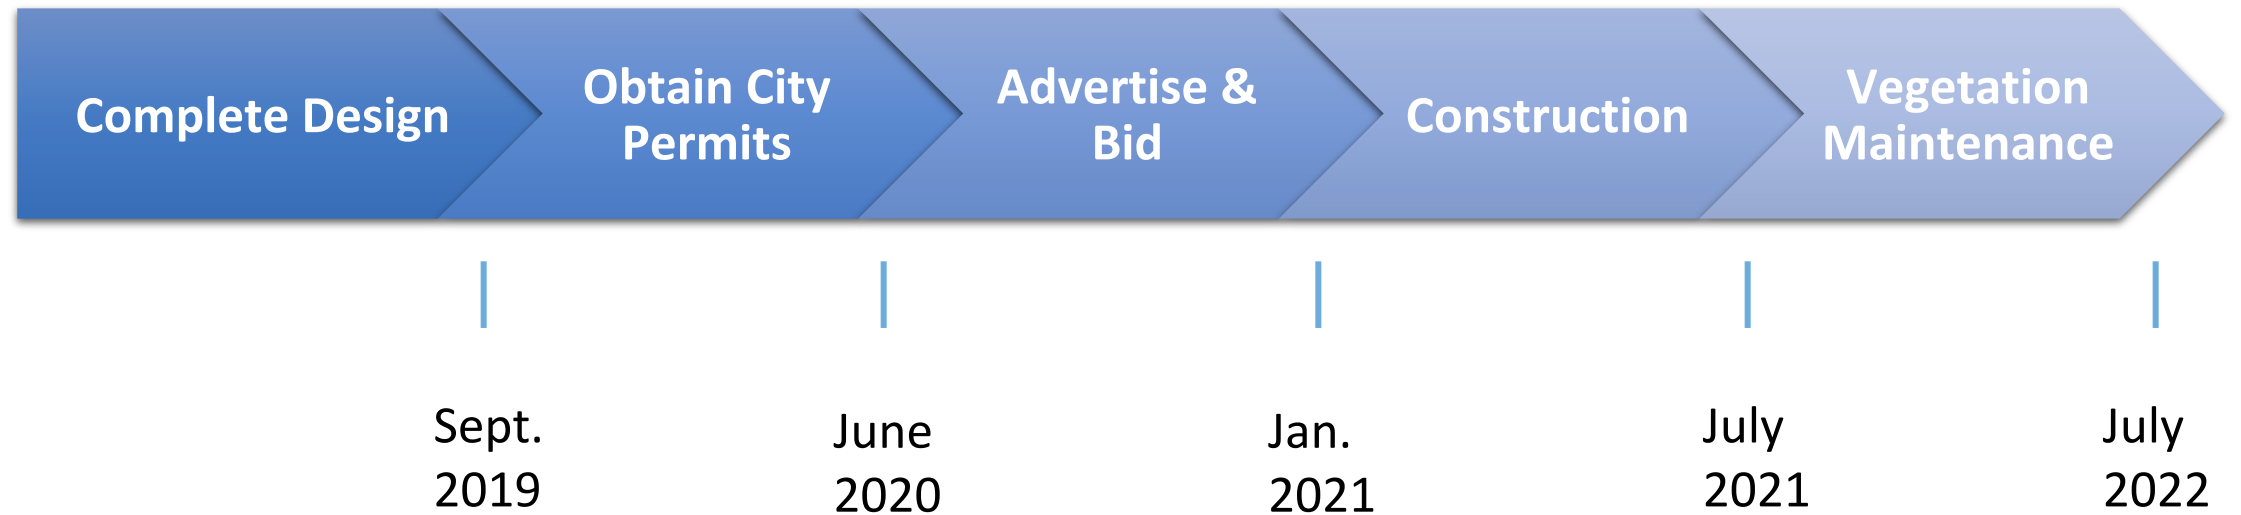 Complete Design
Obtain City
Permits
Advertise &
Bid
Construction
Vegetation
Maintenance
Sept.
2019
June
2020
Jan.
2021
July
2021
July
2022